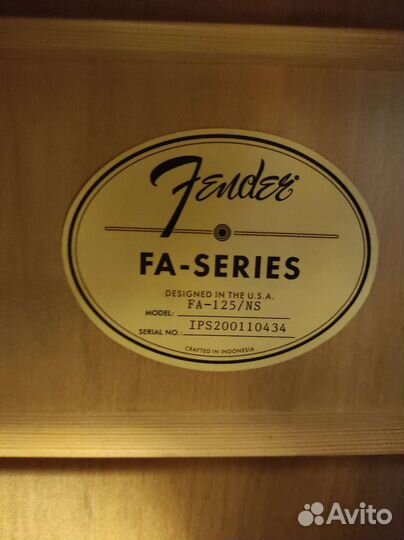 Fender
FA-SERIES
DESIGNED IN THE U.S.A.
MODEL: FA-125/NS
SERIAL NO.: IPS200110434
CRAFTED IN INDONESIA
Avito